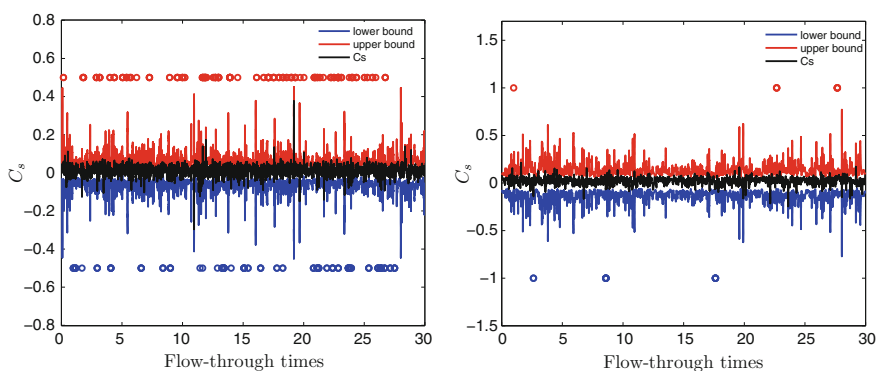 0.8
0.6
0.4
0.2
0
−0.2
−0.4
−0.6
−0.8
C_s
lower bound
upper bound
Cs
0 5 10 15 20 25 30
Flow-through times
1.5
1
0.5
0
−0.5
−1
−1.5
C_s
lower bound
upper bound
Cs
0 5 10 15 20 25 30
Flow-through times